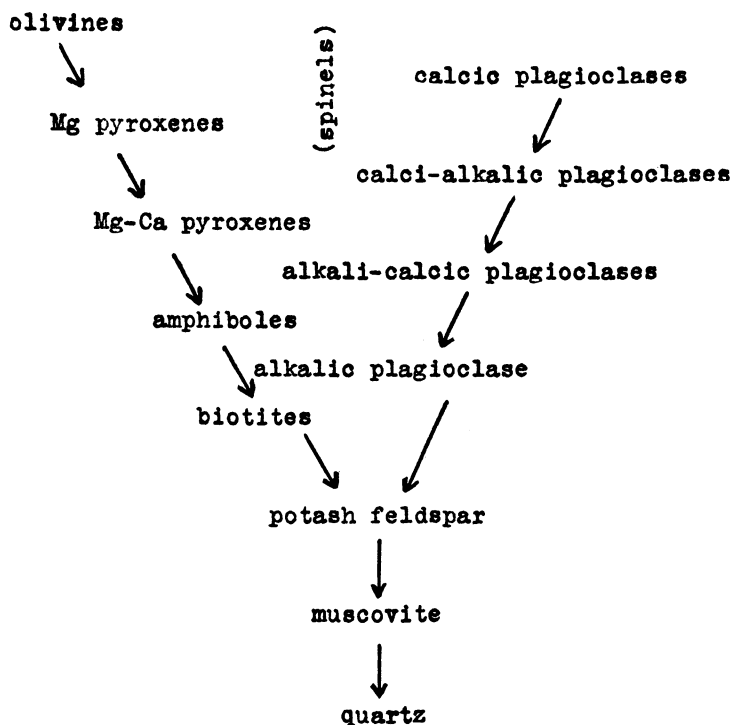 olivines
(spinels)
calcic plagioclases
Mg pyroxenes
calci-alkalic plagioclases
Mg-Ca pyroxenes
alkali-calcic plagioclases
amphiboles
alkalic plagioclase
biotites
potash feldspar
muscovite
quartz